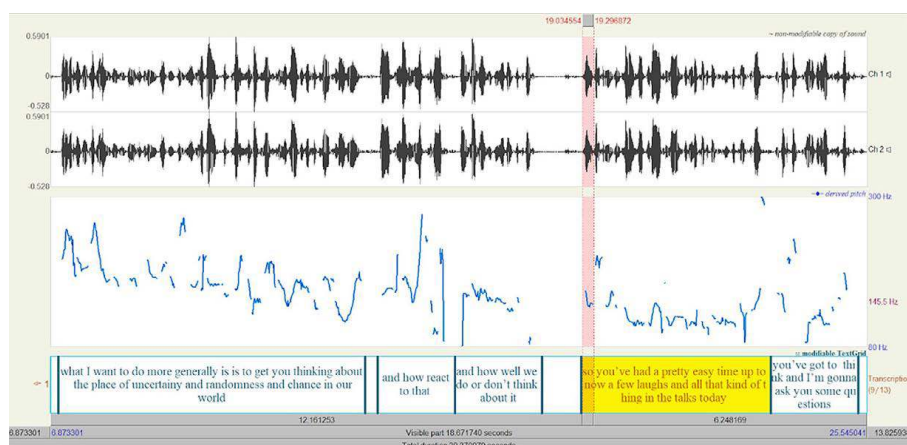 19.034554 19.296872
~ non-modifiable copy of sound
0.5901
0
-0.528
Ch 1
0.5901
0
-0.528
Ch 2
derived pitch
300 Hz
145.5 Hz
80 Hz
:: modifiable TextGrid
1
what I want to do more generally is is to get you thinking about
the place of uncertainy and randomness and chance in our
world
and how react
to that
and how well we
do or don't think
about it
so you've had a pretty easy time up to
now a few laughs and all that kind of t
hing in the talks today
you've got to thi
nk and I'm gonna
ask you some qu
estions
Transcription
(9/13)
12.161253 6.248169
6.873301 6.873301 Visible part 18.671740 seconds 25.545041 13.82593